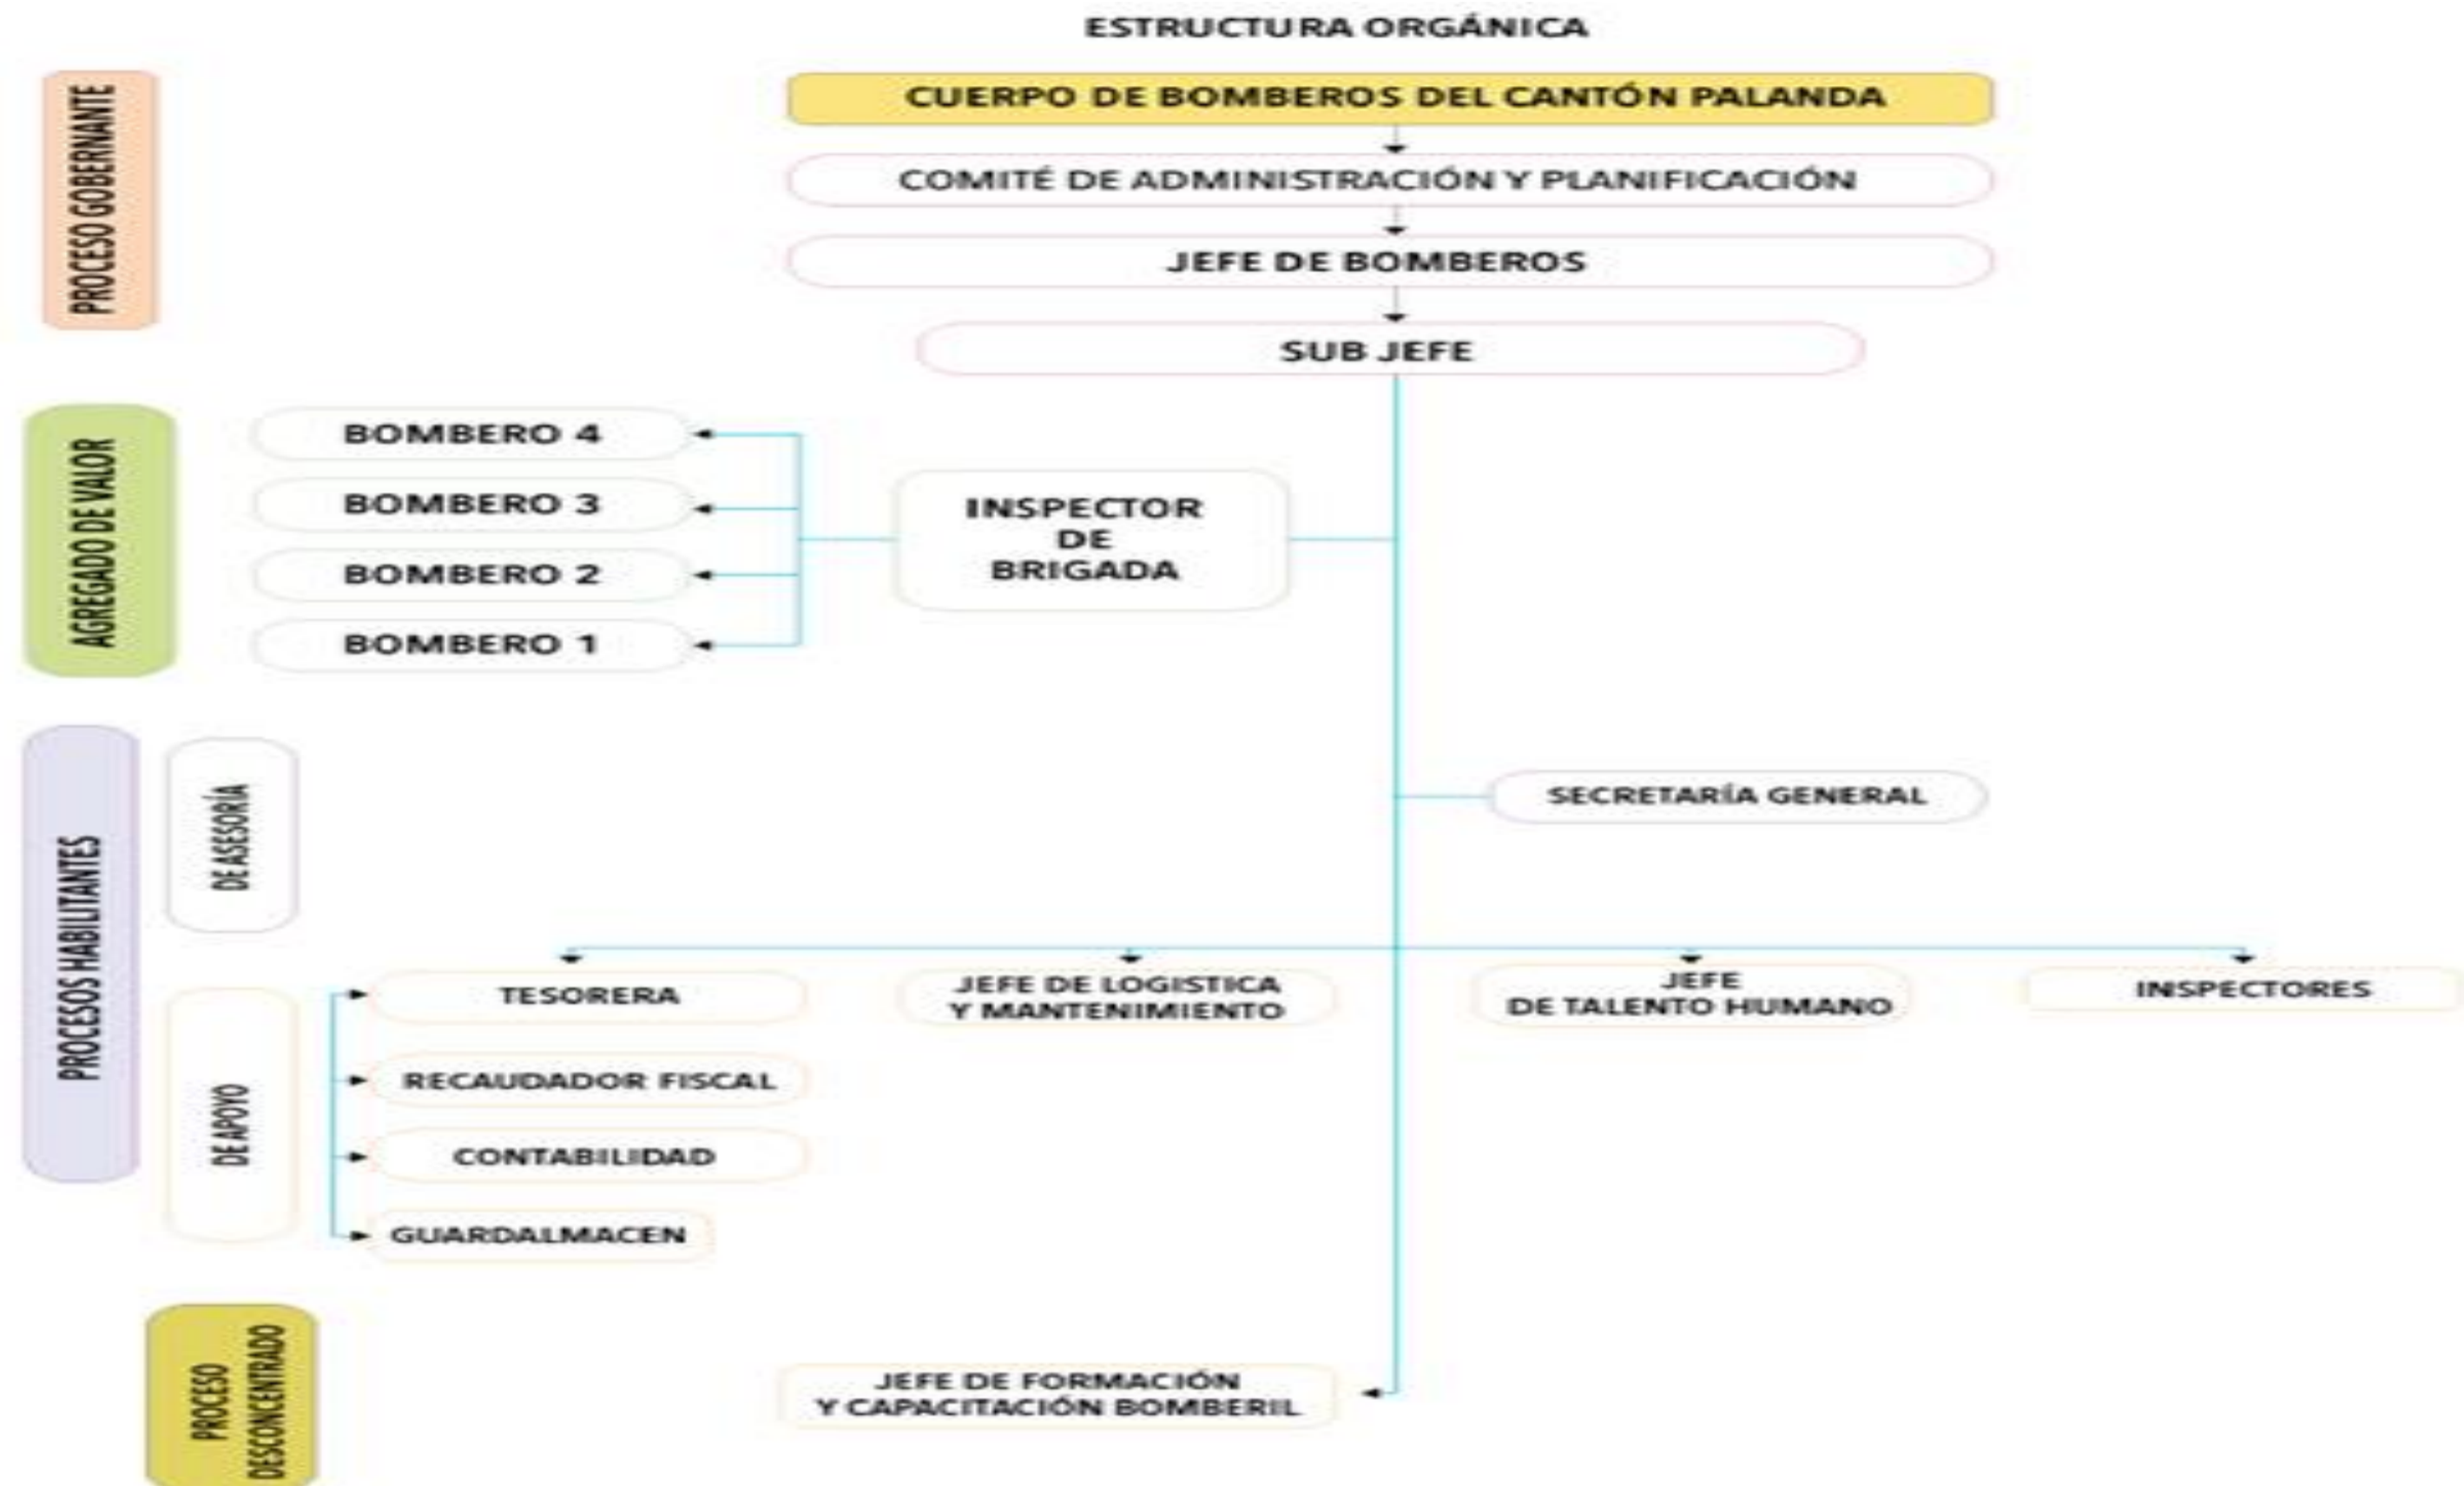 ESTRUCTURA ORGÁNICA
PROCESO GOBERNANTE
CUERPO DE BOMBEROS DEL CANTÓN PALANDA
COMITÉ DE ADMINISTRACIÓN Y PLANIFICACIÓN
JEFE DE BOMBEROS
SUB JEFE
AGREGADO DE VALOR
BOMBERO 4
BOMBERO 3
BOMBERO 2
BOMBERO 1
INSPECTOR
DE
BRIGADA
PROCESOS HABILITANTES
DE ASESORÍA
SECRETARÍA GENERAL
DE APOYO
TESORERA
JEFE DE LOGISTICA
Y MANTENIMIENTO
JEFE
DE TALENTO HUMANO
INSPECTORES
RECAUDADOR FISCAL
CONTABILIDAD
GUARDALMACEN
PROCESO
DESCONCENTRADO
JEFE DE FORMACIÓN
Y CAPACITACIÓN BOMBERIL